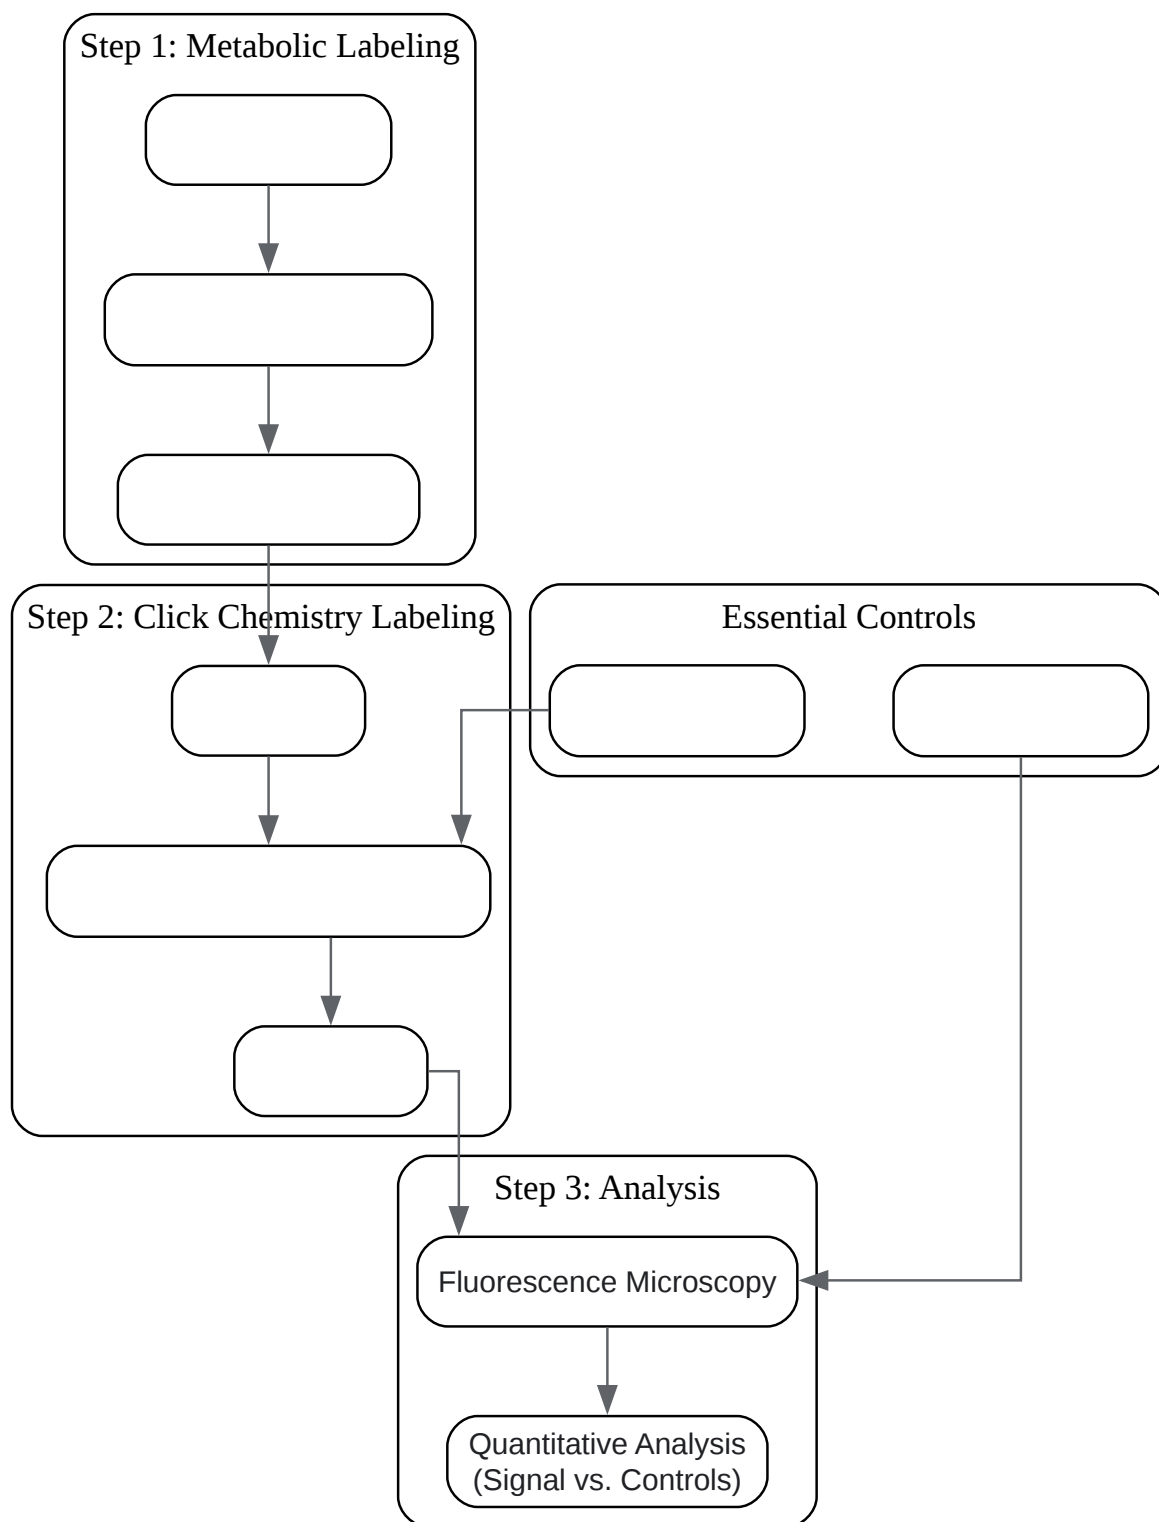 Step 1: Metabolic Labeling
Step 2: Click Chemistry Labeling
Essential Controls
Step 3: Analysis
Fluorescence Microscopy
Quantitative Analysis
(Signal vs. Controls)